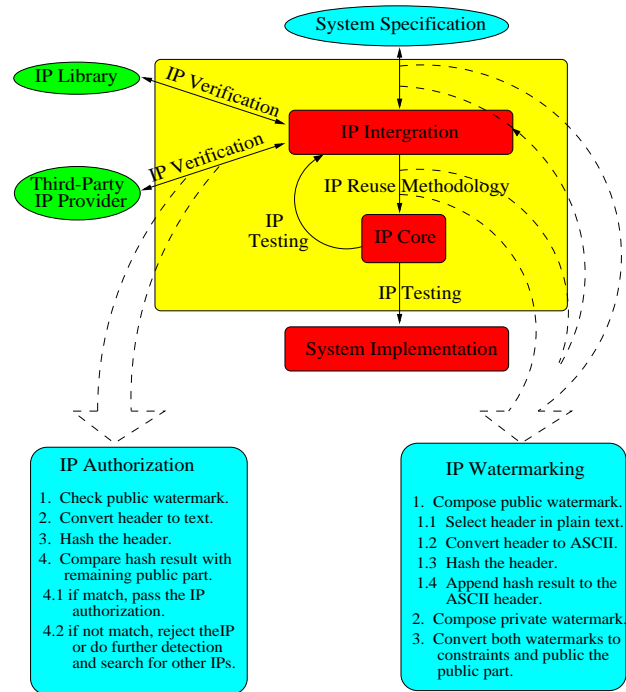 System Specification
IP Library
IP Verification
IP Intergration
IP Verification
Third-Party
IP Provider
IP Reuse Methodology
IP
Testing
IP Core
IP Testing
System Implementation
IP Authorization
1. Check public watermark.
2. Convert header to text.
3. Hash the header.
4. Compare hash result with
remaining public part.
4.1 if match, pass the IP
authorization.
4.2 if not match, reject theIP
or do further detection
and search for other IPs.
IP Watermarking
1. Compose public watermark.
1.1 Select header in plain text.
1.2 Convert header to ASCII.
1.3 Hash the header.
1.4 Append hash result to the
ASCII header.
2. Compose private watermark.
3. Convert both watermarks to
constraints and public the
public part.